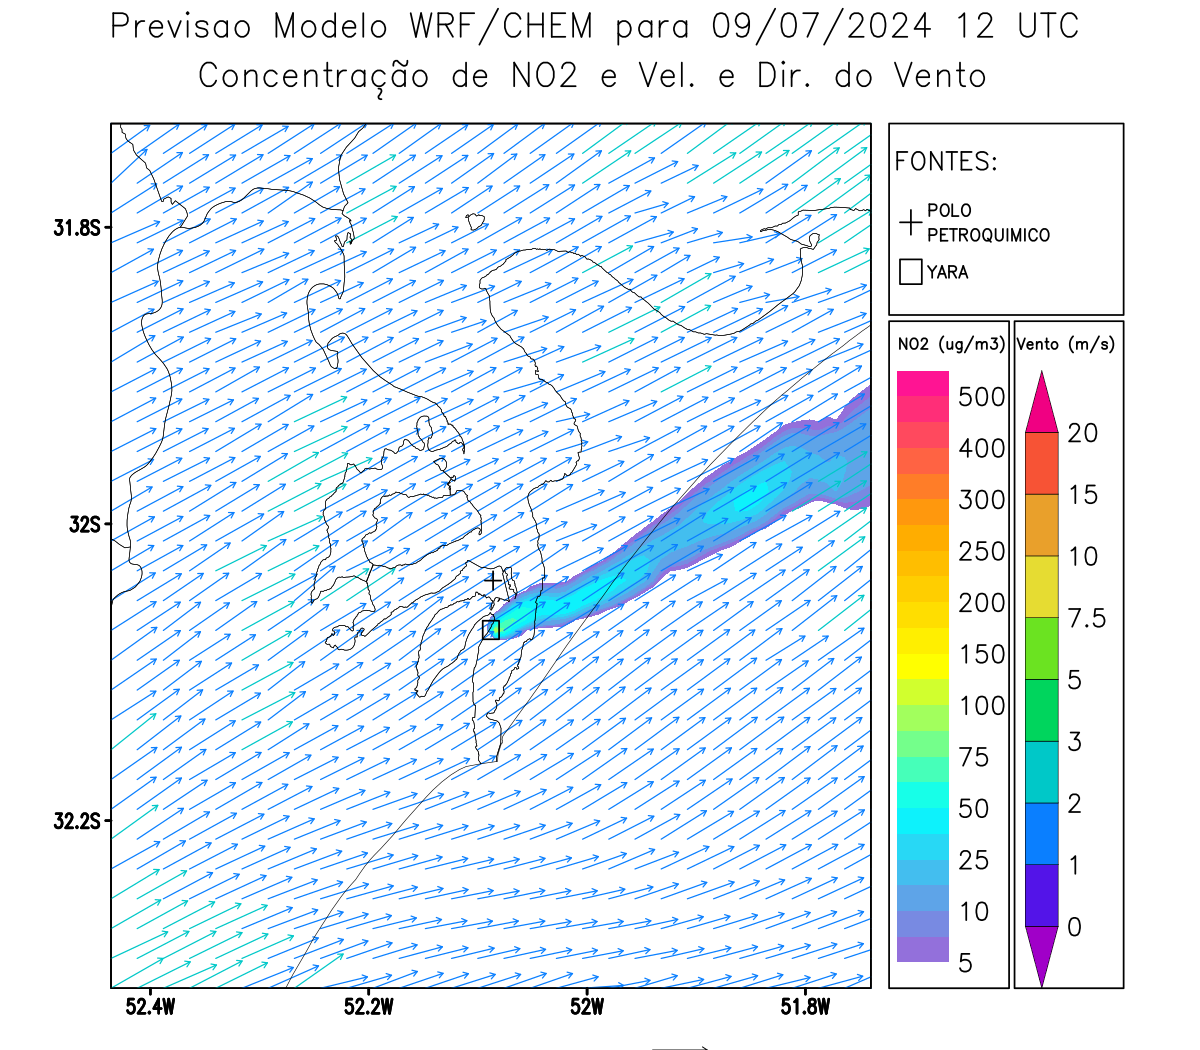 Previsao Modelo WRF/CHEM para 09/07/2024 12 UTC
Concentração de NO2 e Vel. e Dir. do Vento
FONTES:
POLO
PETROQUIMICO
YARA
31.8S
32S
32.2S
52.4W
52.2W
52W
51.8W
NO2 (ug/m3)
500
400
300
250
200
150
100
75
50
25
10
5
Vento (m/s)
20
15
10
7.5
5
3
2
1
0